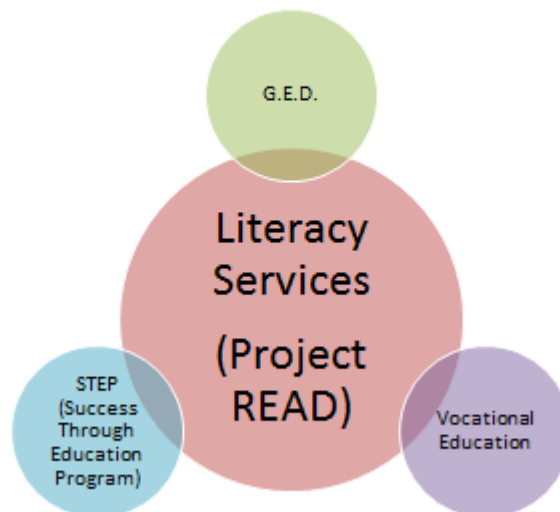 G.E.D.
Literacy
Services
(Project
READ)
STEP
(Success
Through
Education
Program)
Vocational
Education